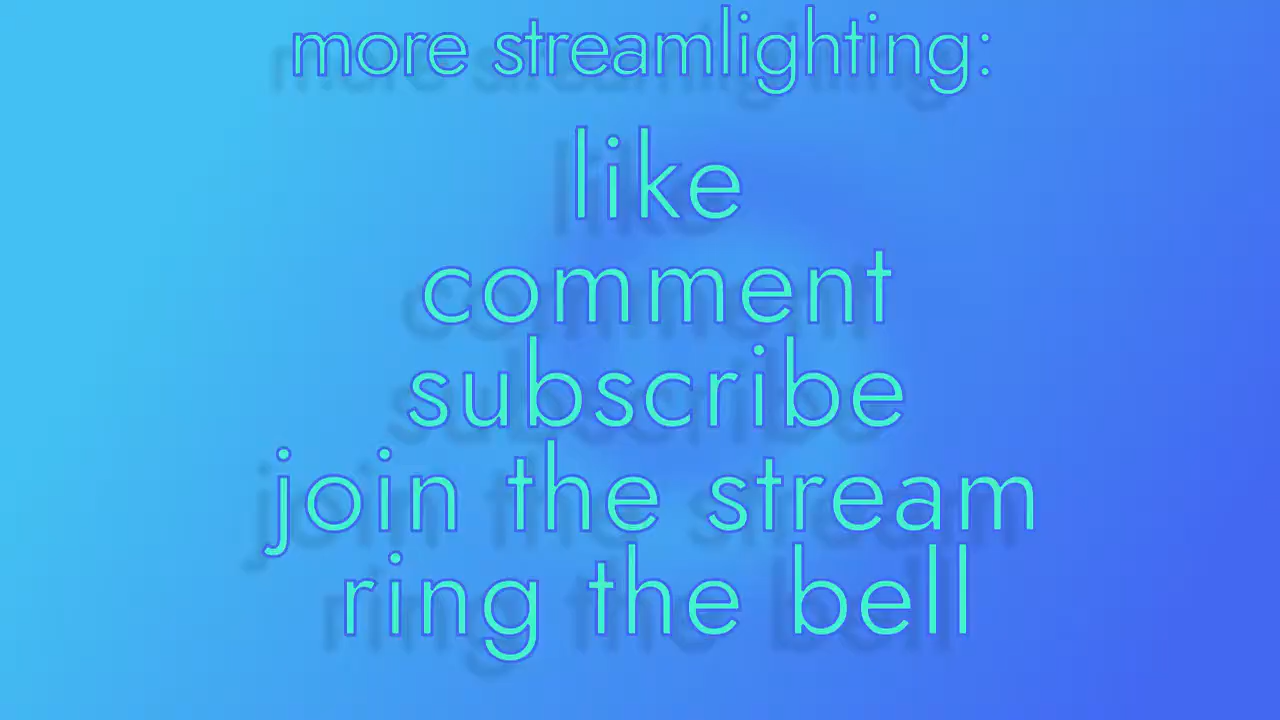 more streamlighting:
like
comment
subscribe
join the stream
ring the bell